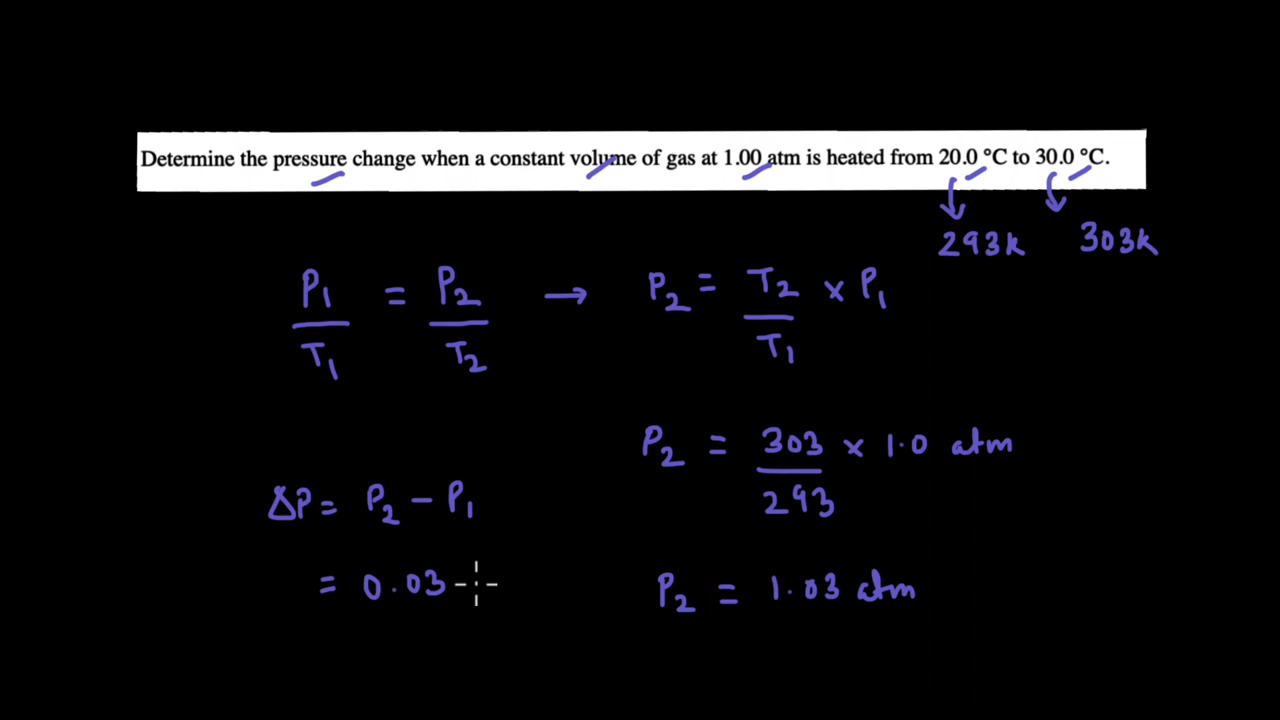 Determine the pressure change when a constant volume of gas at 1.00 atm is heated from 20.0 °C to 30.0 °C.
293k 303k
P₁/T₁ = P₂/T₂ → P₂ = T₂/T₁ × P₁
P₂ = 303/293 × 1.0 atm
ΔP = P₂ − P₁
= 0.03
P₂ = 1.03 atm